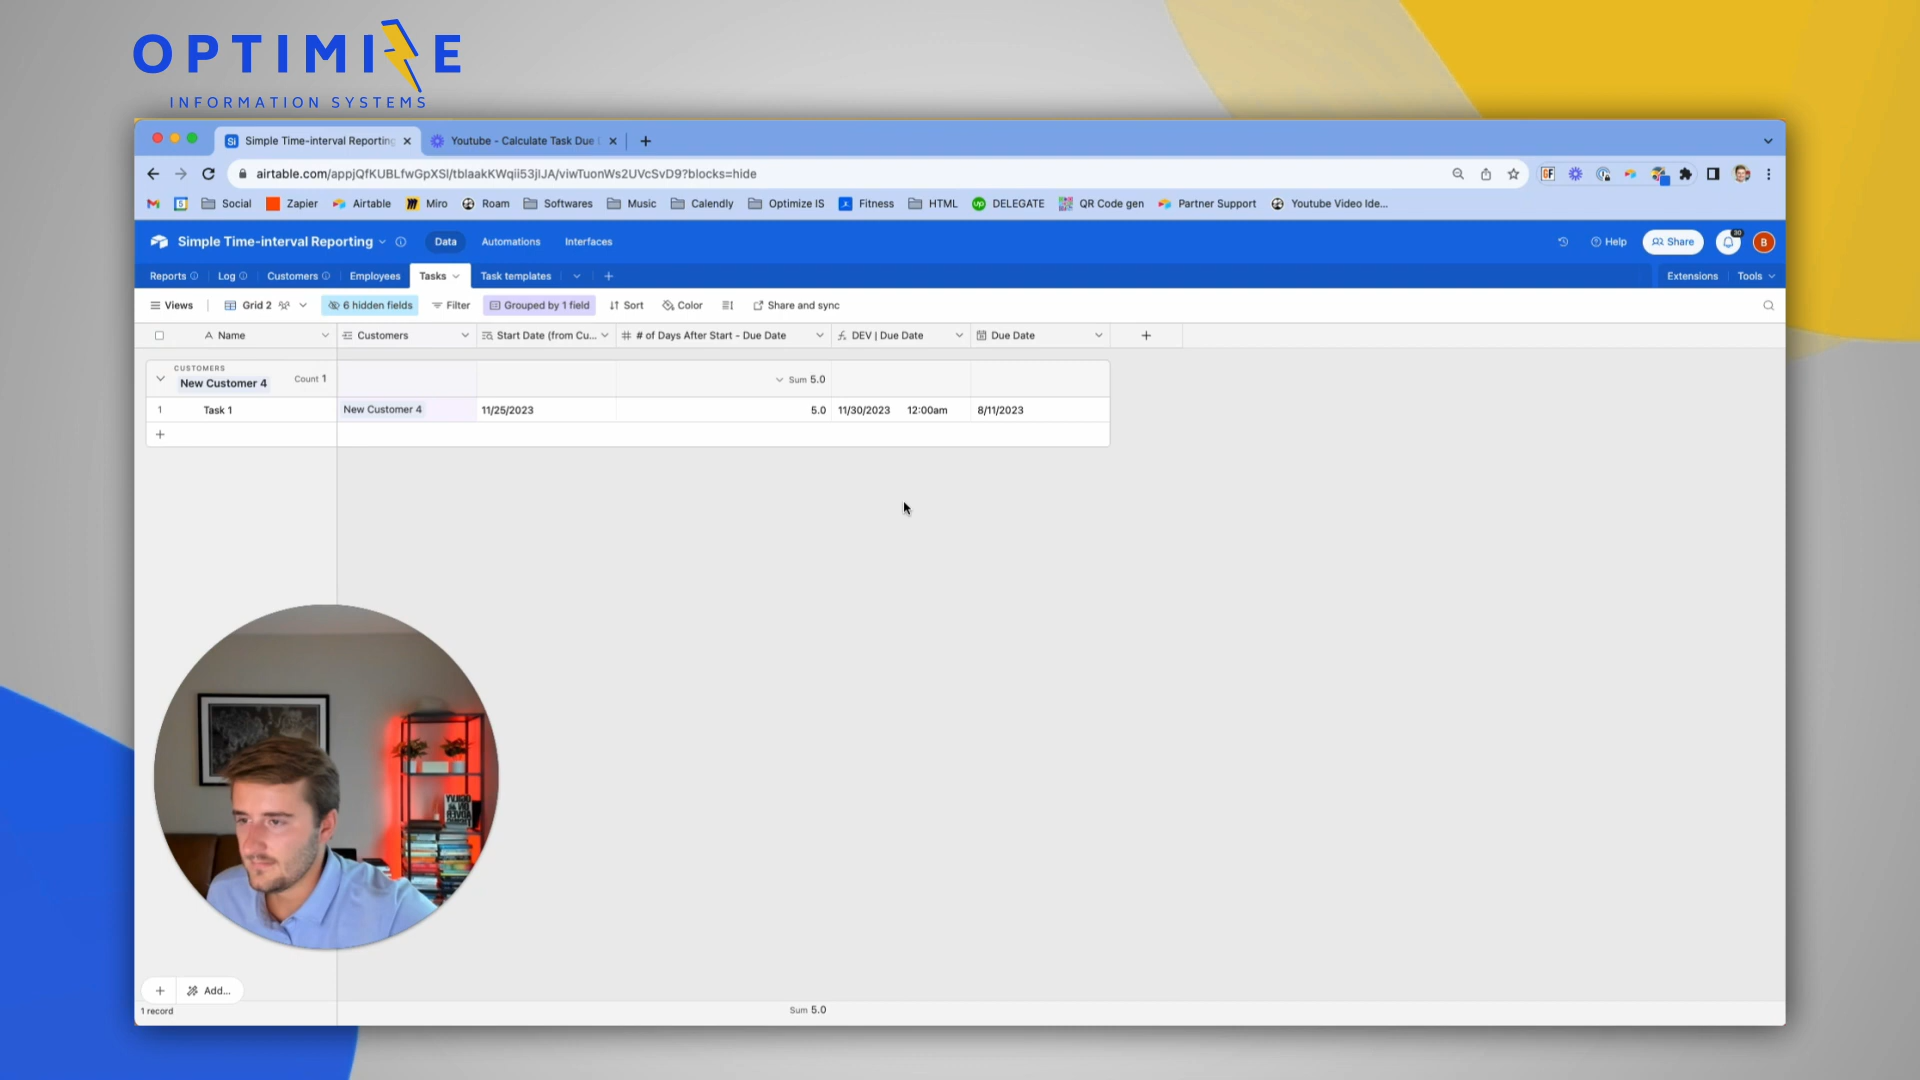 OPTIMIZE
INFORMATION SYSTEMS
Simple Time-interval Reporting
Youtube - Calculate Task Due
airtable.com/appjQfKUBLfwGpXSl/tblaakKWqii53jIJA/viwTuonWs2UVcSvD9?blocks=hide
Social Zapier Airtable Miro Roam Softwares Music Calendly Optimize IS Fitness HTML DELEGATE QR Code gen Partner Support Youtube Video Ide...
Simple Time-interval Reporting Data Automations Interfaces Help Share B
Reports Log Customers Employees Tasks Task templates Extensions Tools
Views Grid 2 6 hidden fields Filter Grouped by 1 field Sort Color Share and sync
Name Customers Start Date (from Cu... # of Days After Start - Due Date DEV | Due Date Due Date
CUSTOMERS
New Customer 4 Count 1 Sum 5.0
1 Task 1 New Customer 4 11/25/2023 5.0 11/30/2023 12:00am 8/11/2023
Add...
1 record Sum 5.0